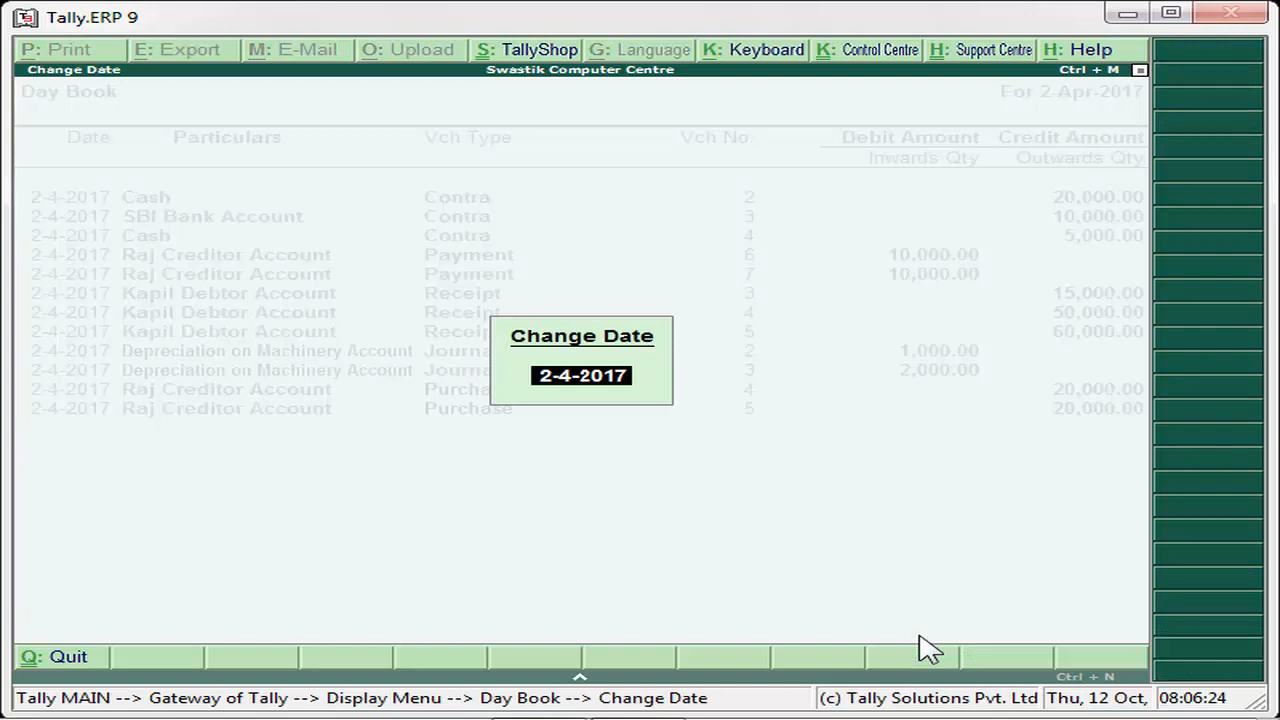 Tally.ERP 9
P: Print E: Export M: E-Mail O: Upload S: TallyShop G: Language K: Keyboard K: Control Centre H: Support Centre H: Help
Change Date Swastik Computer Centre Ctrl + M
Day Book For 2-Apr-2017
Date Particulars Vch Type Vch No. Debit Amount Credit Amount
Inwards Qty Outwards Qty
2-4-2017 Cash Contra 2 20,000.00
2-4-2017 SBI Bank Account Contra 3 10,000.00
2-4-2017 Cash Contra 4 5,000.00
2-4-2017 Raj Creditor Account Payment 6 10,000.00
2-4-2017 Raj Creditor Account Payment 7 10,000.00
2-4-2017 Kapil Debtor Account Receipt 3 15,000.00
2-4-2017 Kapil Debtor Account Receipt 4 50,000.00
2-4-2017 Kapil Debtor Account Receip 5 60,000.00
2-4-2017 Depreciation on Machinery Account Journa 2 1,000.00
2-4-2017 Depreciation on Machinery Account Journa 3 2,000.00
2-4-2017 Raj Creditor Account Purcha 4 20,000.00
2-4-2017 Raj Creditor Account Purchase 5 20,000.00
Change Date
2-4-2017
Q: Quit
Ctrl + N
Tally MAIN --> Gateway of Tally --> Display Menu --> Day Book --> Change Date (c) Tally Solutions Pvt. Ltd Thu, 12 Oct, 08:06:24